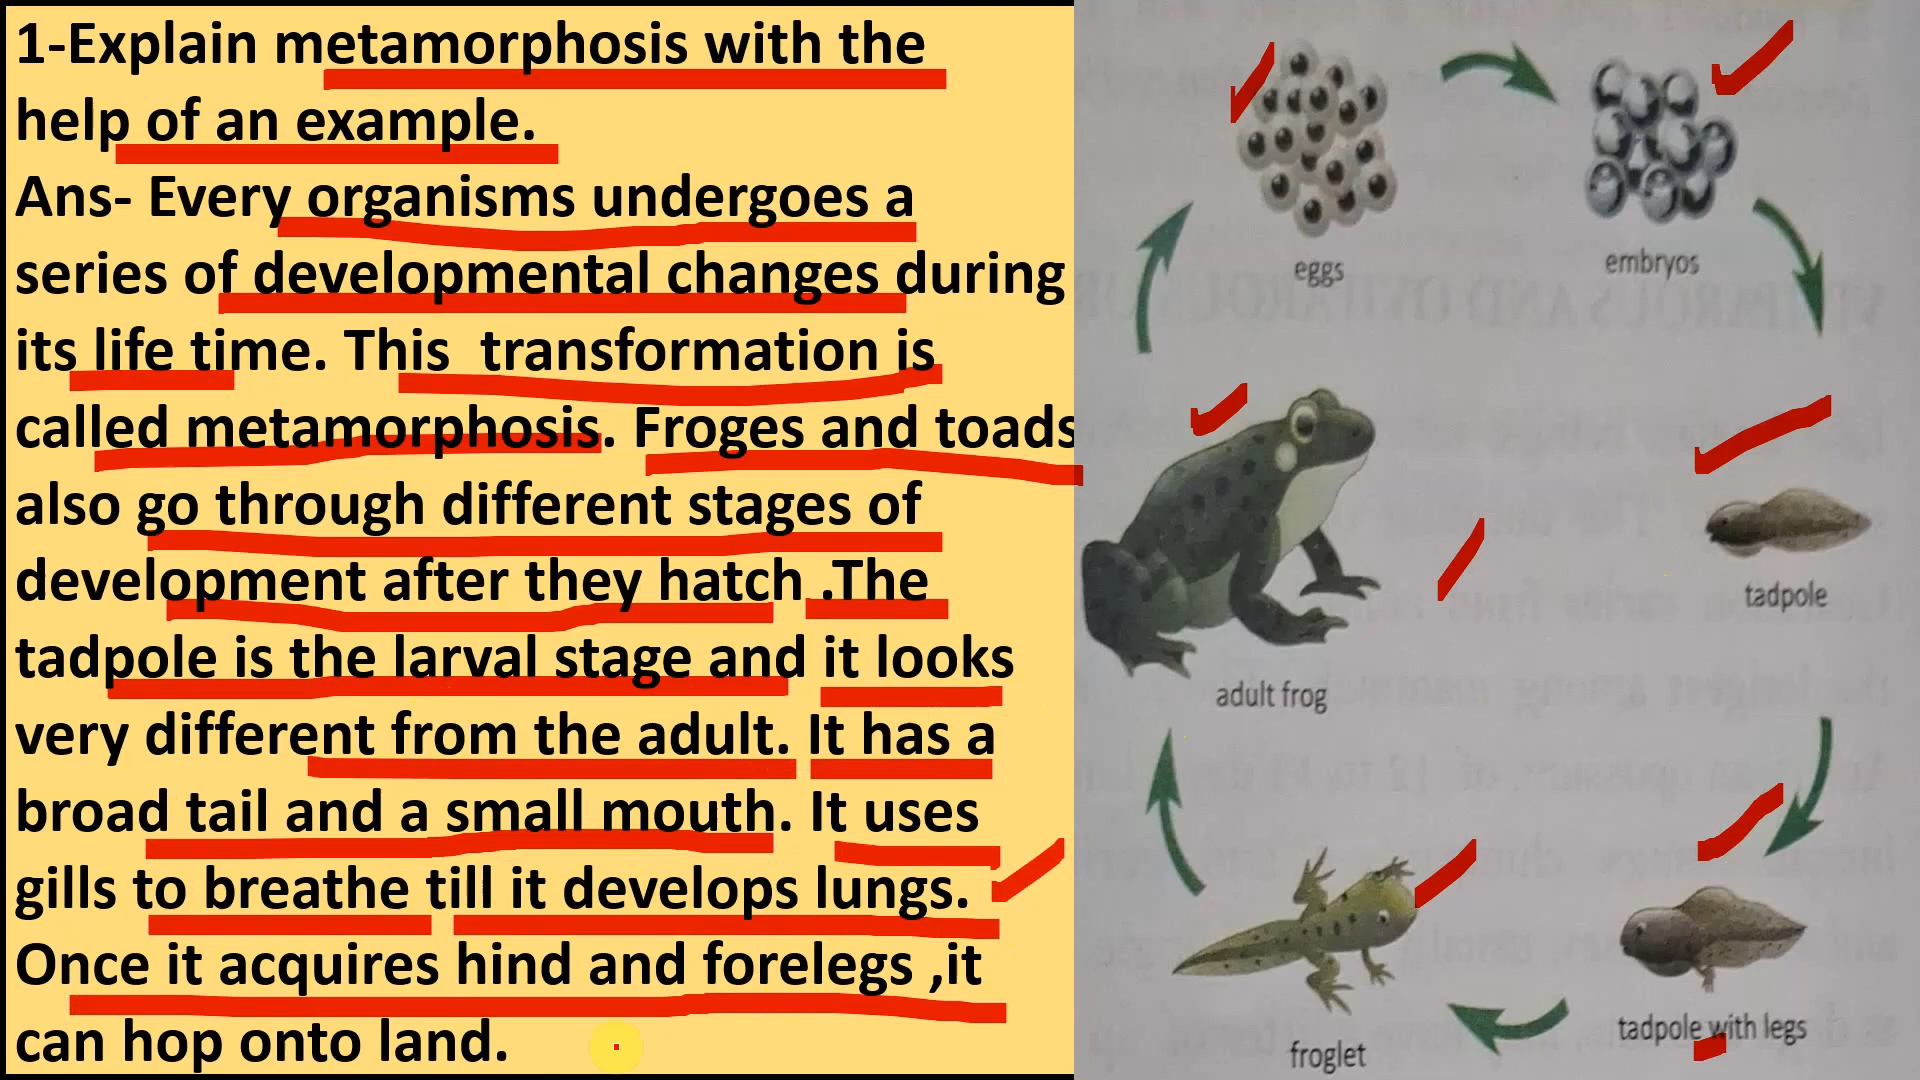 1-Explain metamorphosis with the
help of an example.
Ans- Every organisms undergoes a
series of developmental changes during
its life time. This  transformation is
called metamorphosis. Froges and toads
also go through different stages of
development after they hatch .The
tadpole is the larval stage and it looks
very different from the adult. It has a
broad tail and a small mouth. It uses
gills to breathe till it develops lungs.
Once it acquires hind and forelegs ,it
can hop onto land.
eggs
embryos
tadpole
tadpole with legs
froglet
adult frog